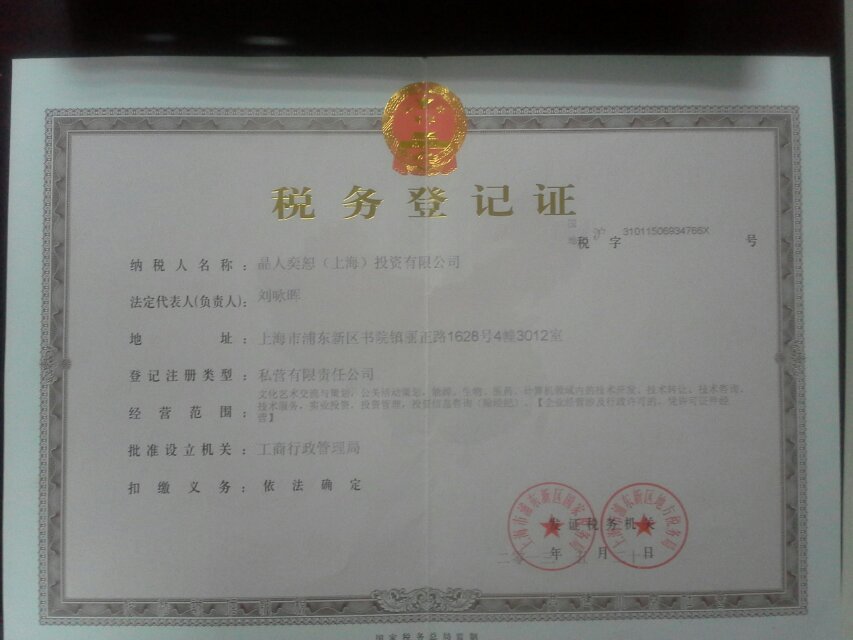 税务登记证
国
地 税 沪 字 31011506934766X 号
纳税人名称： 晶人奕恕（上海）投资有限公司
法定代表人(负责人)： 刘咏晖
地址： 上海市浦东新区书院镇丽正路1628号4幢3012室
登记注册类型： 私营有限责任公司
经营范围： 文化艺术交流与策划，公关活动策划，能源、生物、医药、计算机领域内的技术开发、技术转让、技术咨询、
技术服务，实业投资，投资管理，投资信息咨询（除经纪）。【企业经营涉及行政许可的，凭许可证件经
营】
批准设立机关： 工商行政管理局
扣缴义务： 依法确定
上海市浦东新区国家税务局
上海市浦东新区地方税务局
发证税务机关
年 月 日
国家税务总局监制